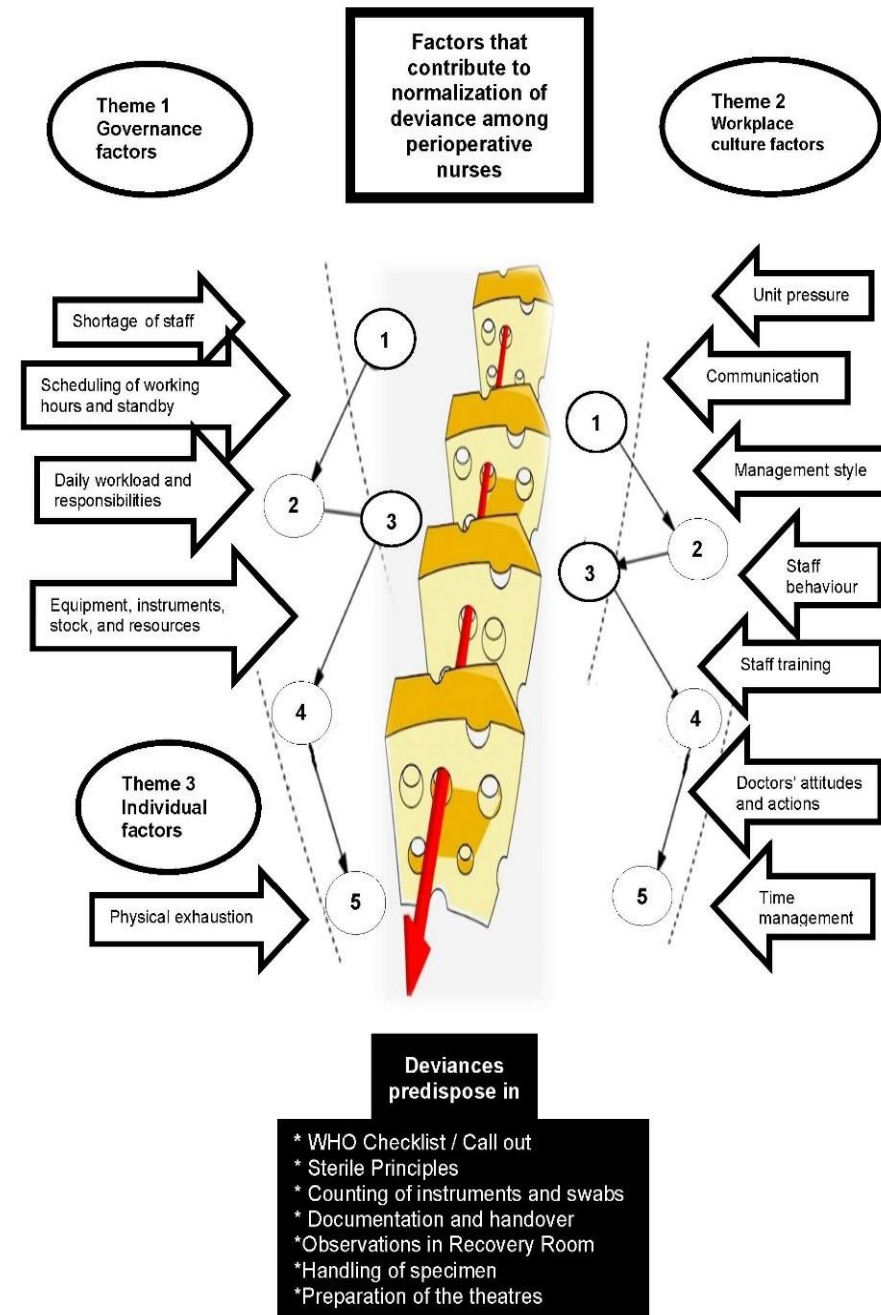 Factors that
contribute to
normalization of
deviance among
perioperative
nurses
Theme 1
Governance
factors
Theme 2
Workplace
culture factors
Shortage of staff
Scheduling of working
hours and standby
Daily workload and
responsibilities
Equipment, instruments,
stock, and resources
Theme 3
Individual
factors
Physical exhaustion
1
2
3
4
5
1
2
3
4
5
Unit pressure
Communication
Management style
Staff
behaviour
Staff training
Doctors' attitudes
and actions
Time
management
Deviances
predispose in
* WHO Checklist / Call out
* Sterile Principles
* Counting of instruments and swabs
* Documentation and handover
*Observations in Recovery Room
*Handling of specimen
*Preparation of the theatres